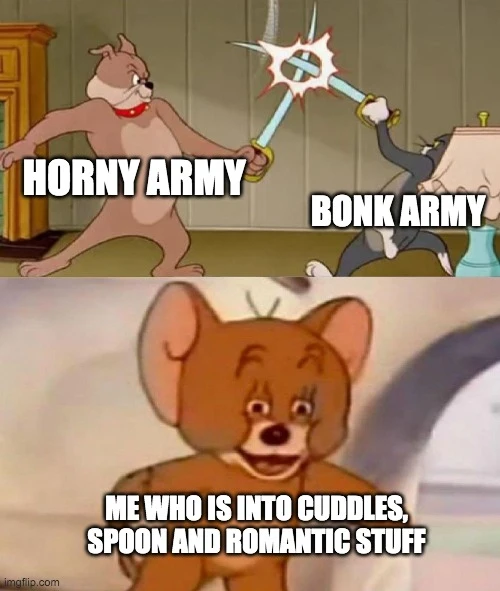 HORNY ARMY
BONK ARMY
ME WHO IS INTO CUDDLES,
SPOON AND ROMANTIC STUFF
imgflip.com